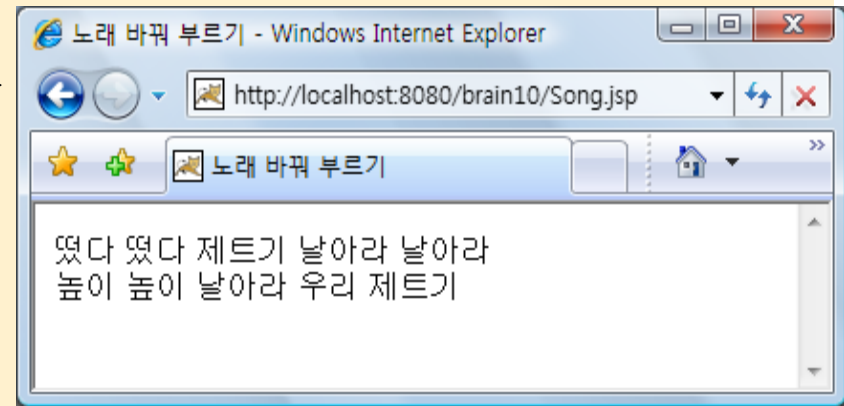 노래 바꿔 부르기 - Windows Internet Explorer
http://localhost:8080/brain10/Song.jsp
노래 바꿔 부르기
떴다 떴다 제트기 날아라 날아라
높이 높이 날아라 우리 제트기